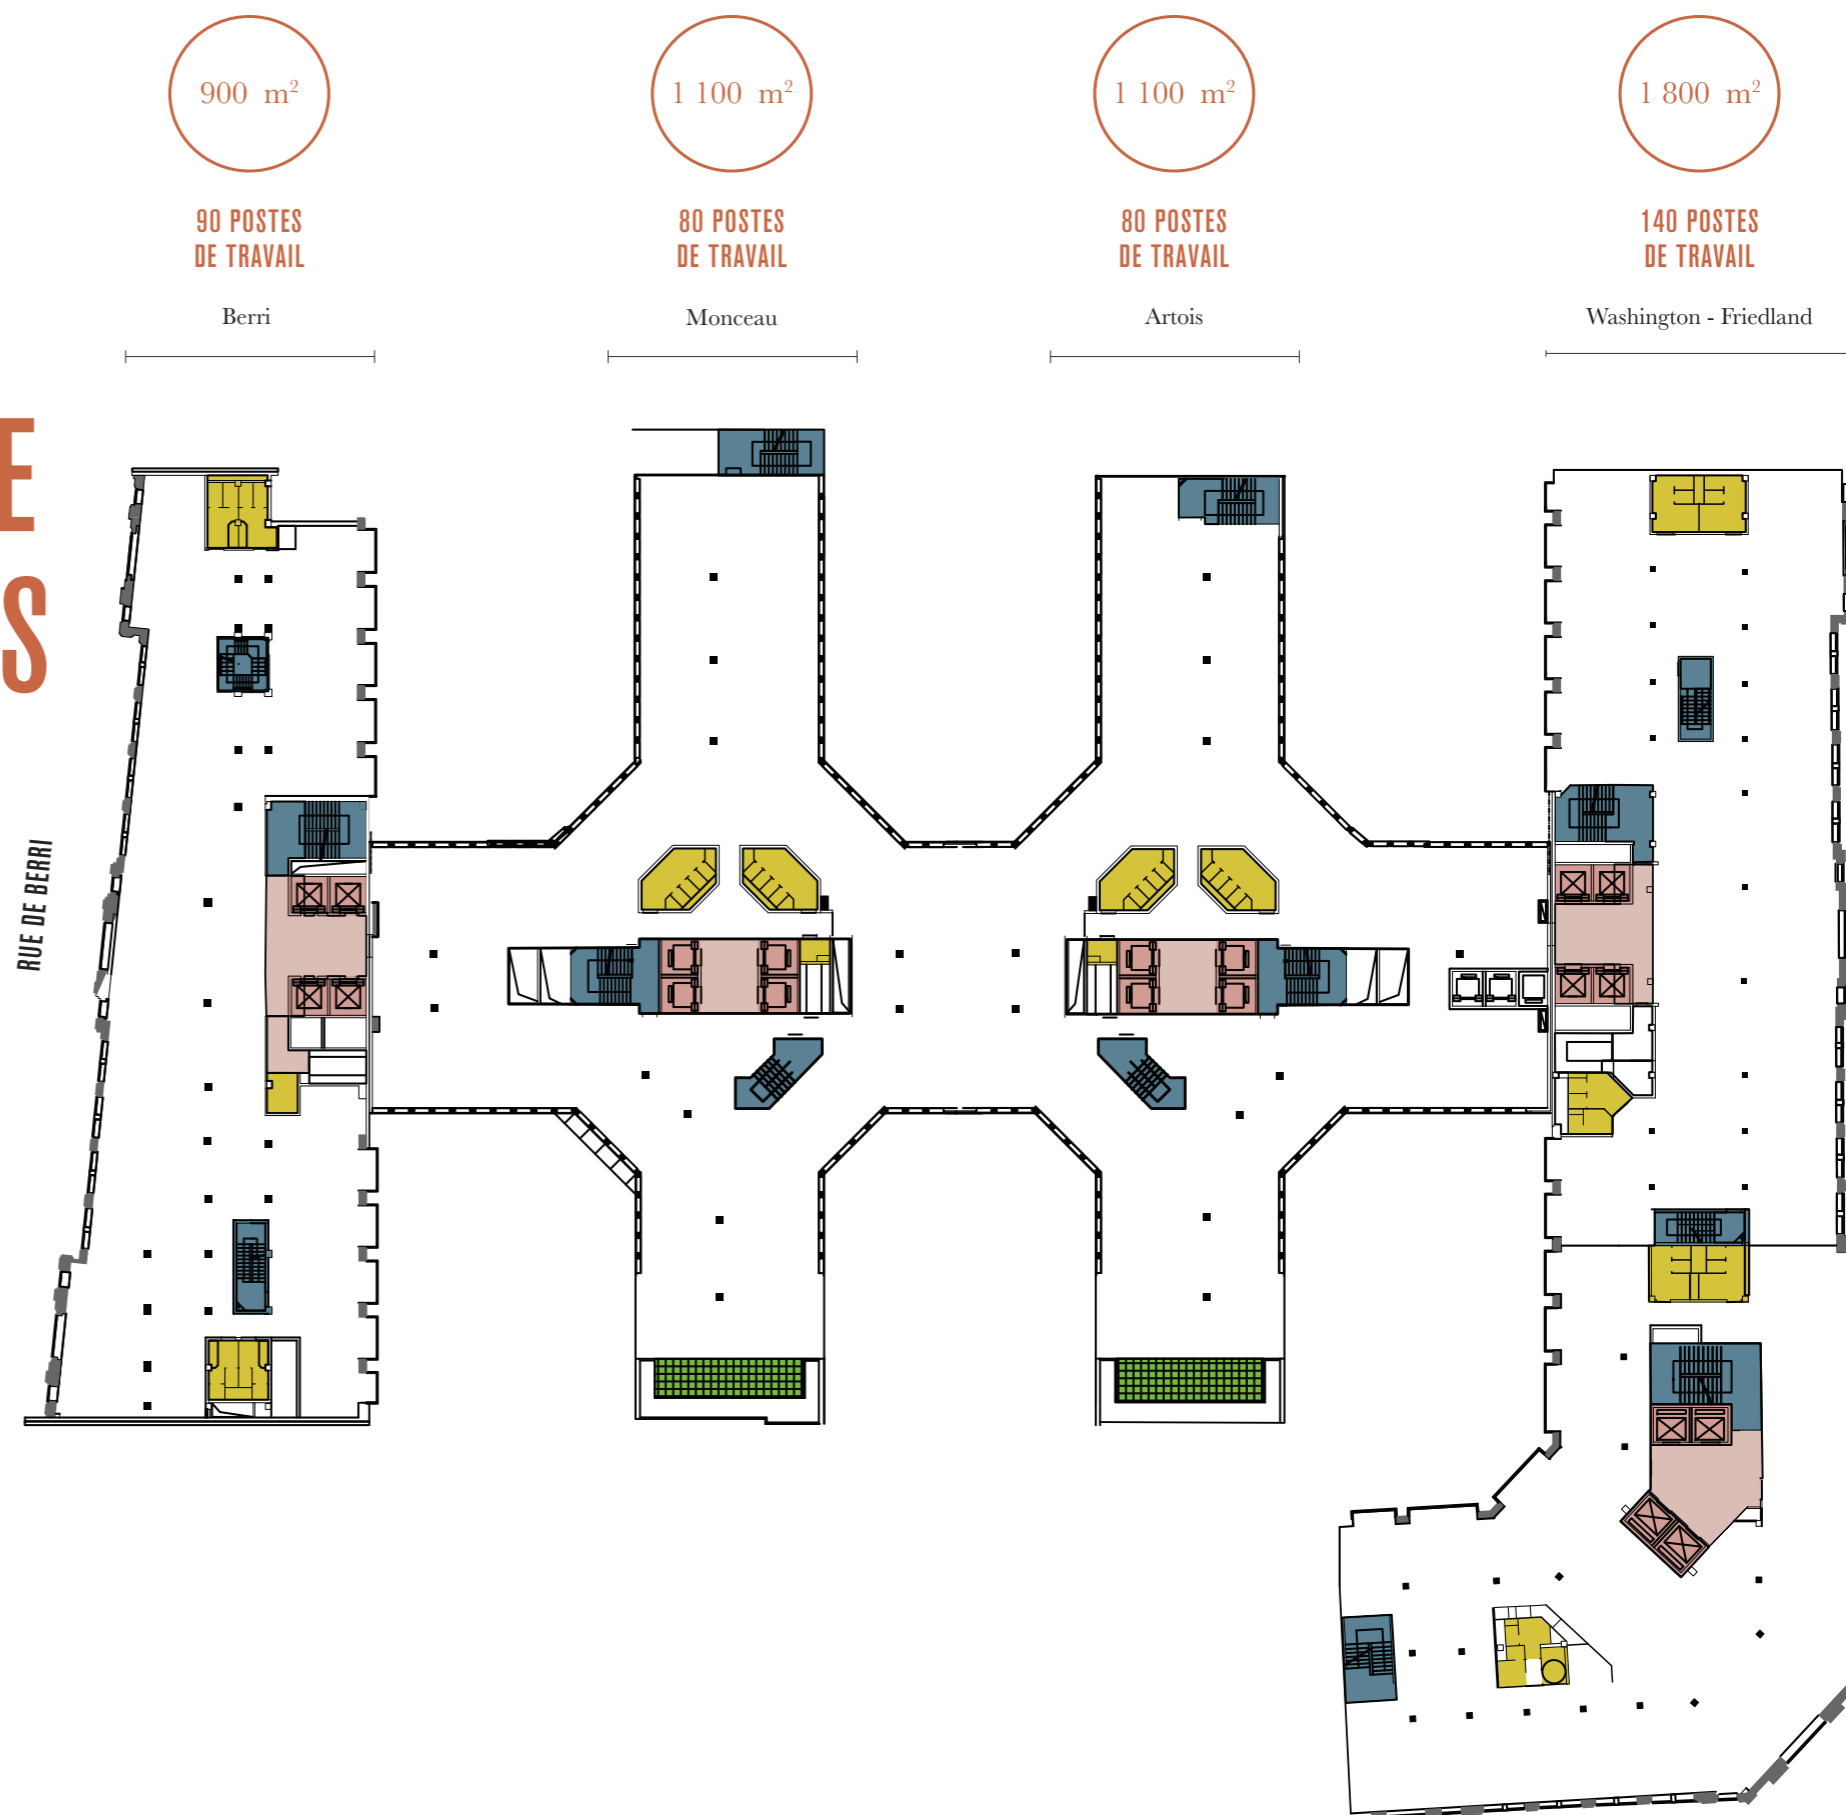 900 m²
1 100 m²
1 100 m²
1 800 m²
90 POSTES
DE TRAVAIL
80 POSTES
DE TRAVAIL
80 POSTES
DE TRAVAIL
140 POSTES
DE TRAVAIL
Berri
Monceau
Artois
Washington - Friedland
E
S
RUE DE BERRI